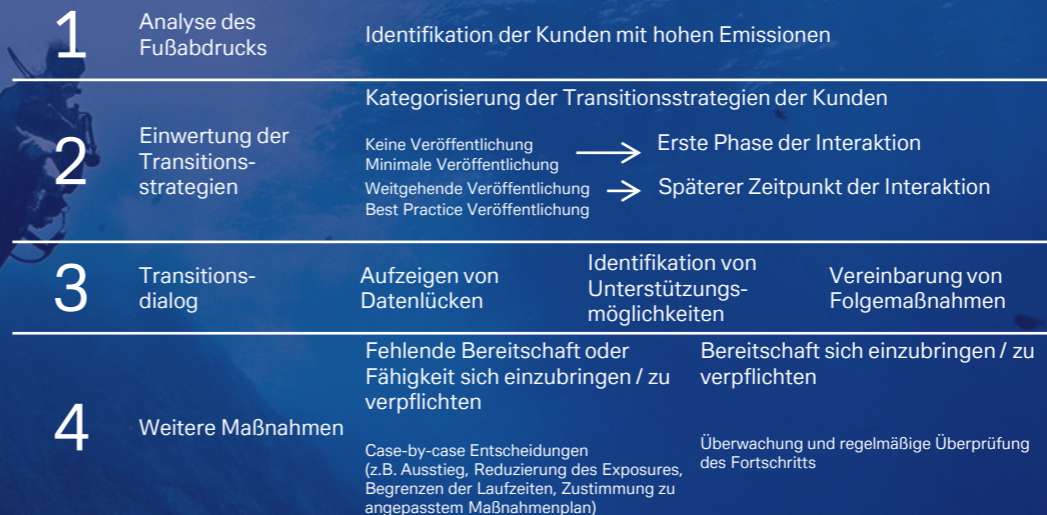 1
Analyse des
Fußabdrucks
Identifikation der Kunden mit hohen Emissionen
2
Einwertung der
Transitions-
strategien
Kategorisierung der Transitionsstrategien der Kunden
Keine Veröffentlichung
Minimale Veröffentlichung
Erste Phase der Interaktion
Weitgehende Veröffentlichung
Best Practice Veröffentlichung
Späterer Zeitpunkt der Interaktion
3
Transitions-
dialog
Aufzeigen von
Datenlücken
Identifikation von
Unterstützungs-
möglichkeiten
Vereinbarung von
Folgemaßnahmen
4
Weitere Maßnahmen
Fehlende Bereitschaft oder
Fähigkeit sich einzubringen / zu
verpflichten
Case-by-case Entscheidungen
(z.B. Ausstieg, Reduzierung des Exposures,
Begrenzen der Laufzeiten, Zustimmung zu
angepasstem Maßnahmenplan)
Bereitschaft sich einzubringen / zu
verpflichten
Überwachung und regelmäßige Überprüfung
des Fortschritts